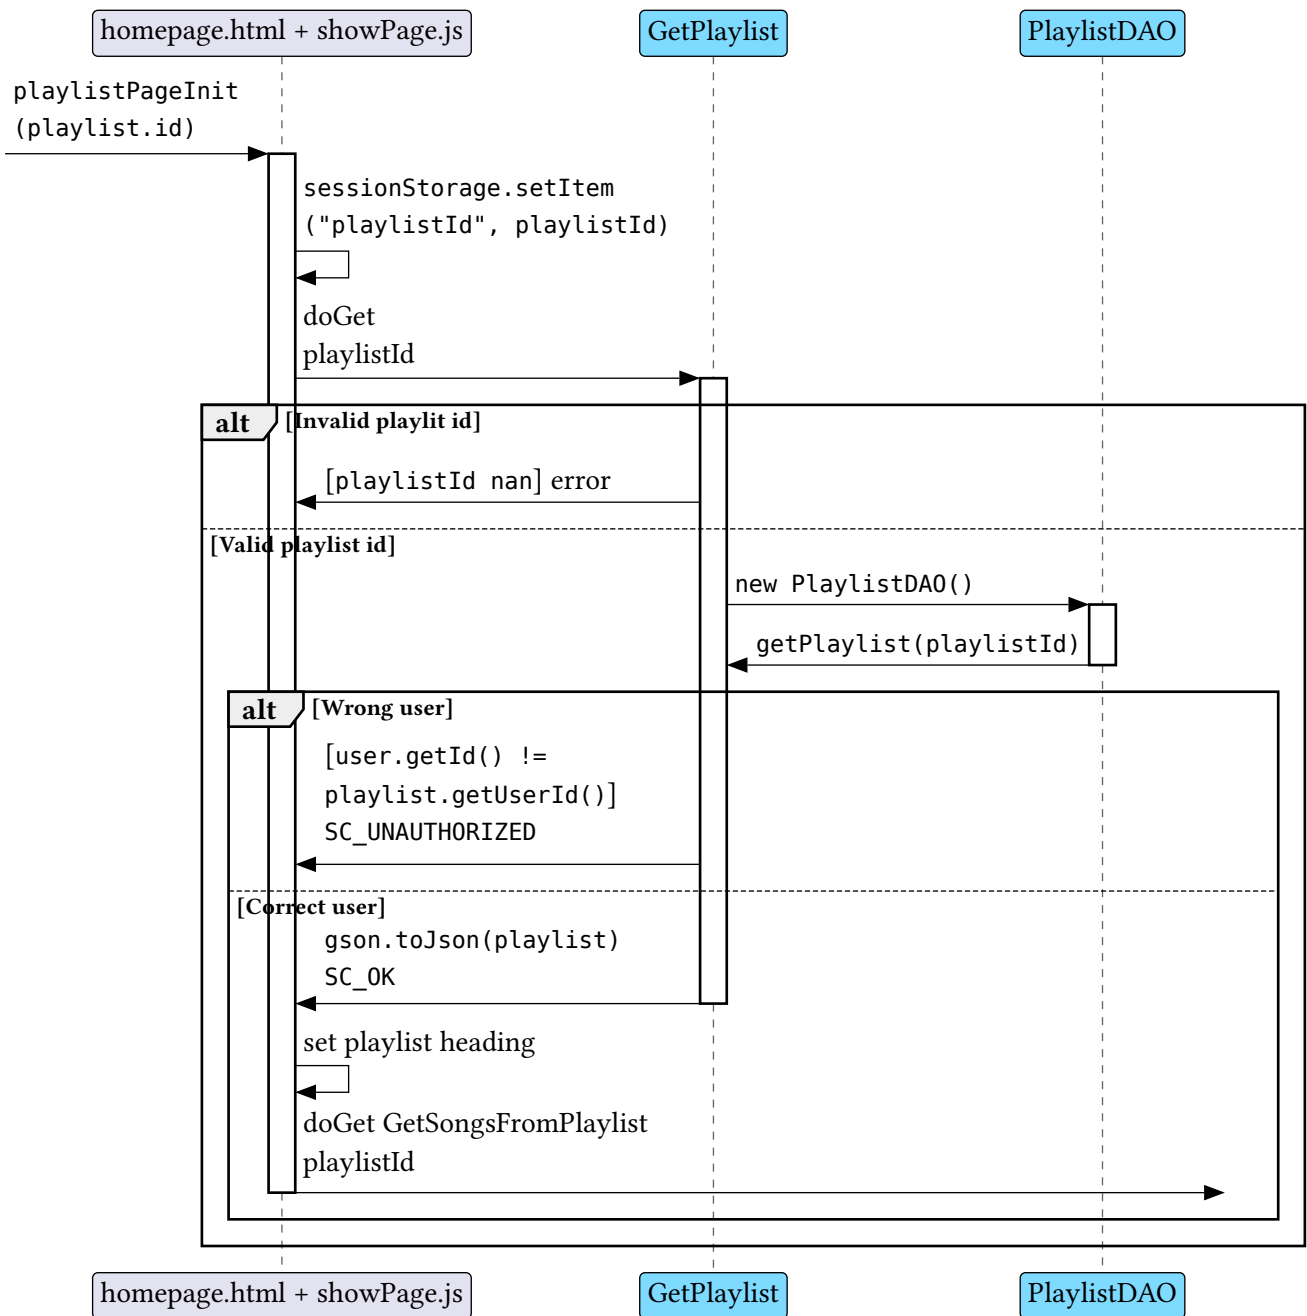 homepage.html + showPage.js
GetPlaylist
PlaylistDAO
playlistPageInit
(playlist.id)
sessionStorage.setItem
("playlistId", playlistId)
doGet
playlistId
alt
[Invalid playlit id]
[playlistId nan] error
[Valid playlist id]
new PlaylistDAO()
getPlaylist(playlistId)
alt
[Wrong user]
[user.getId() !=
playlist.getUserId()]
SC_UNAUTHORIZED
[Correct user]
gson.toJson(playlist)
SC_OK
set playlist heading
doGet GetSongsFromPlaylist
playlistId
homepage.html + showPage.js
GetPlaylist
PlaylistDAO